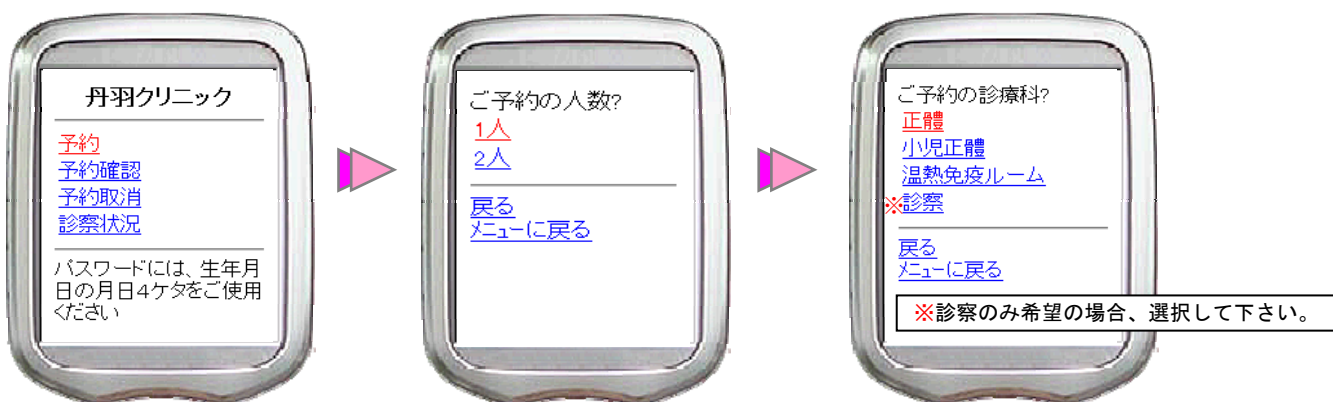 丹羽クリニック
予約
予約確認
予約取消
診察状況
パスワードには、生年月
日の月日4ケタをご使用
ください
ご予約の人数?
1人
2人
戻る
メニューに戻る
ご予約の診療科?
正體
小児正體
温熱免疫ルーム
※診察
戻る
メニューに戻る
※診察のみ希望の場合、選択して下さい。